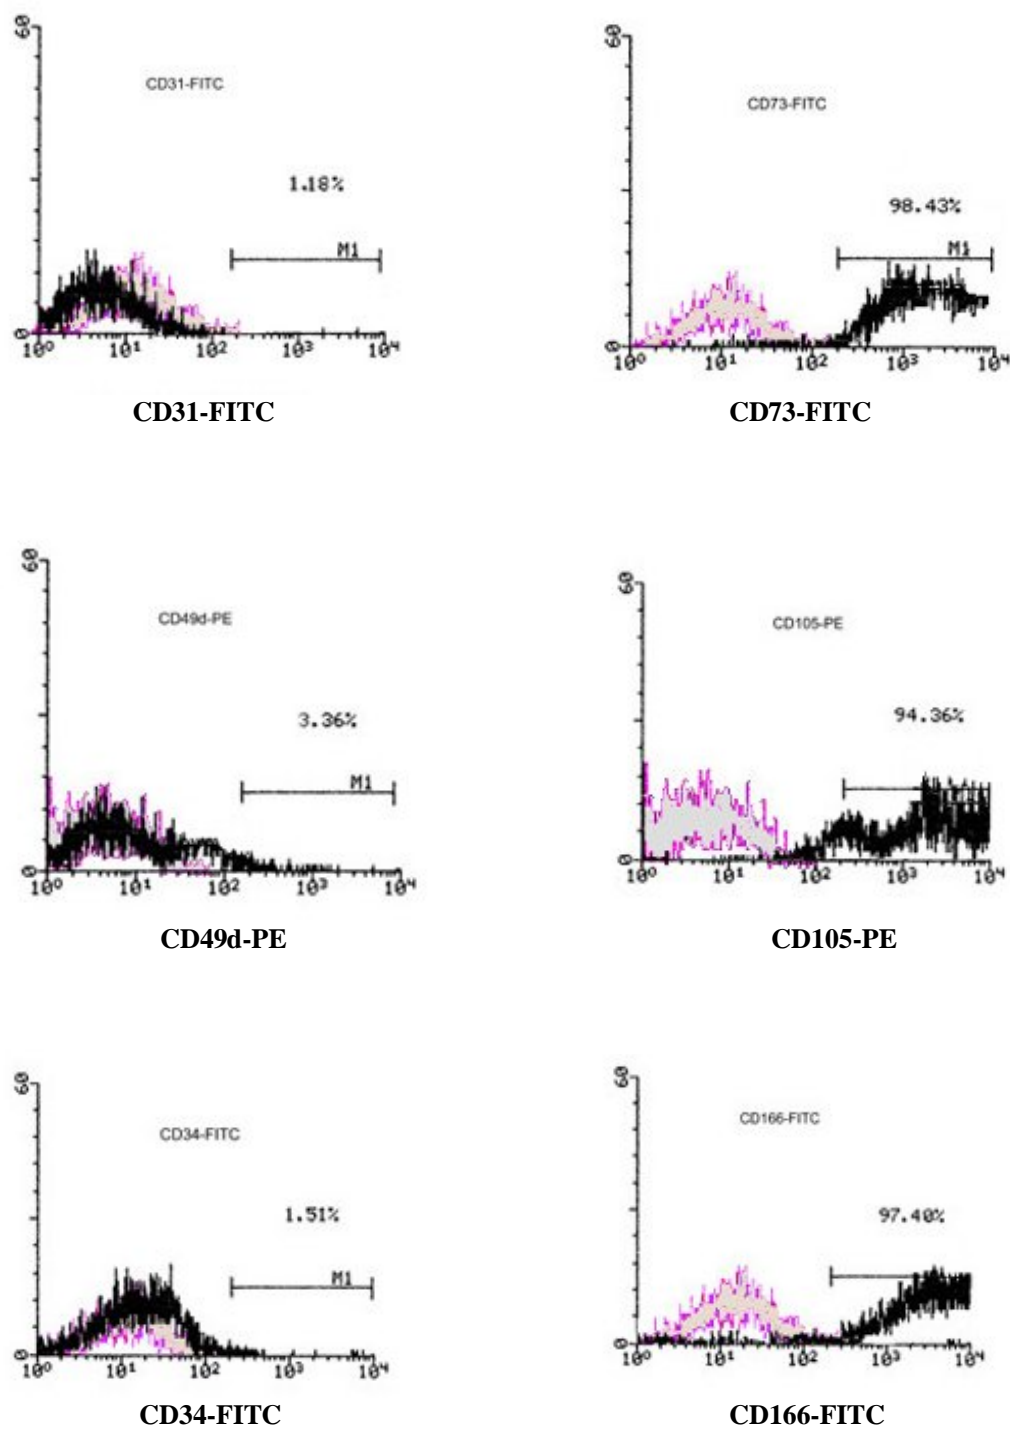 60
CD31-FITC
1.18%
M1
0
10⁰ 10¹ 10² 10³ 10⁴
CD31-FITC
60
CD73-FITC
98.43%
M1
0
10⁰ 10¹ 10² 10³ 10⁴
CD73-FITC
60
CD49d-PE
3.36%
M1
0
10⁰ 10¹ 10² 10³ 10⁴
CD49d-PE
60
CD105-PE
94.36%
0
10⁰ 10¹ 10² 10³ 10⁴
CD105-PE
60
CD34-FITC
1.51%
M1
0
10⁰ 10¹ 10² 10³ 10⁴
CD34-FITC
60
CD166-FITC
97.40%
0
10⁰ 10¹ 10² 10³ 10⁴
CD166-FITC